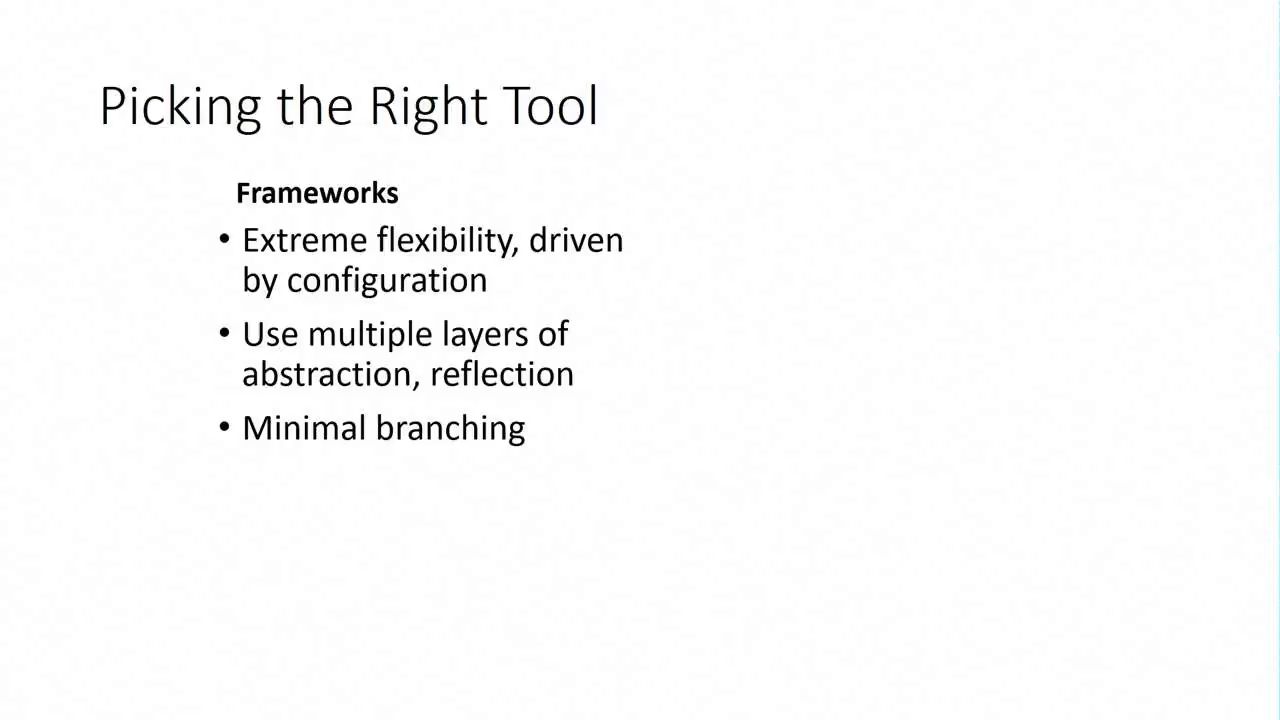 Picking the Right Tool
Frameworks
• Extreme flexibility, driven
by configuration
• Use multiple layers of
abstraction, reflection
• Minimal branching